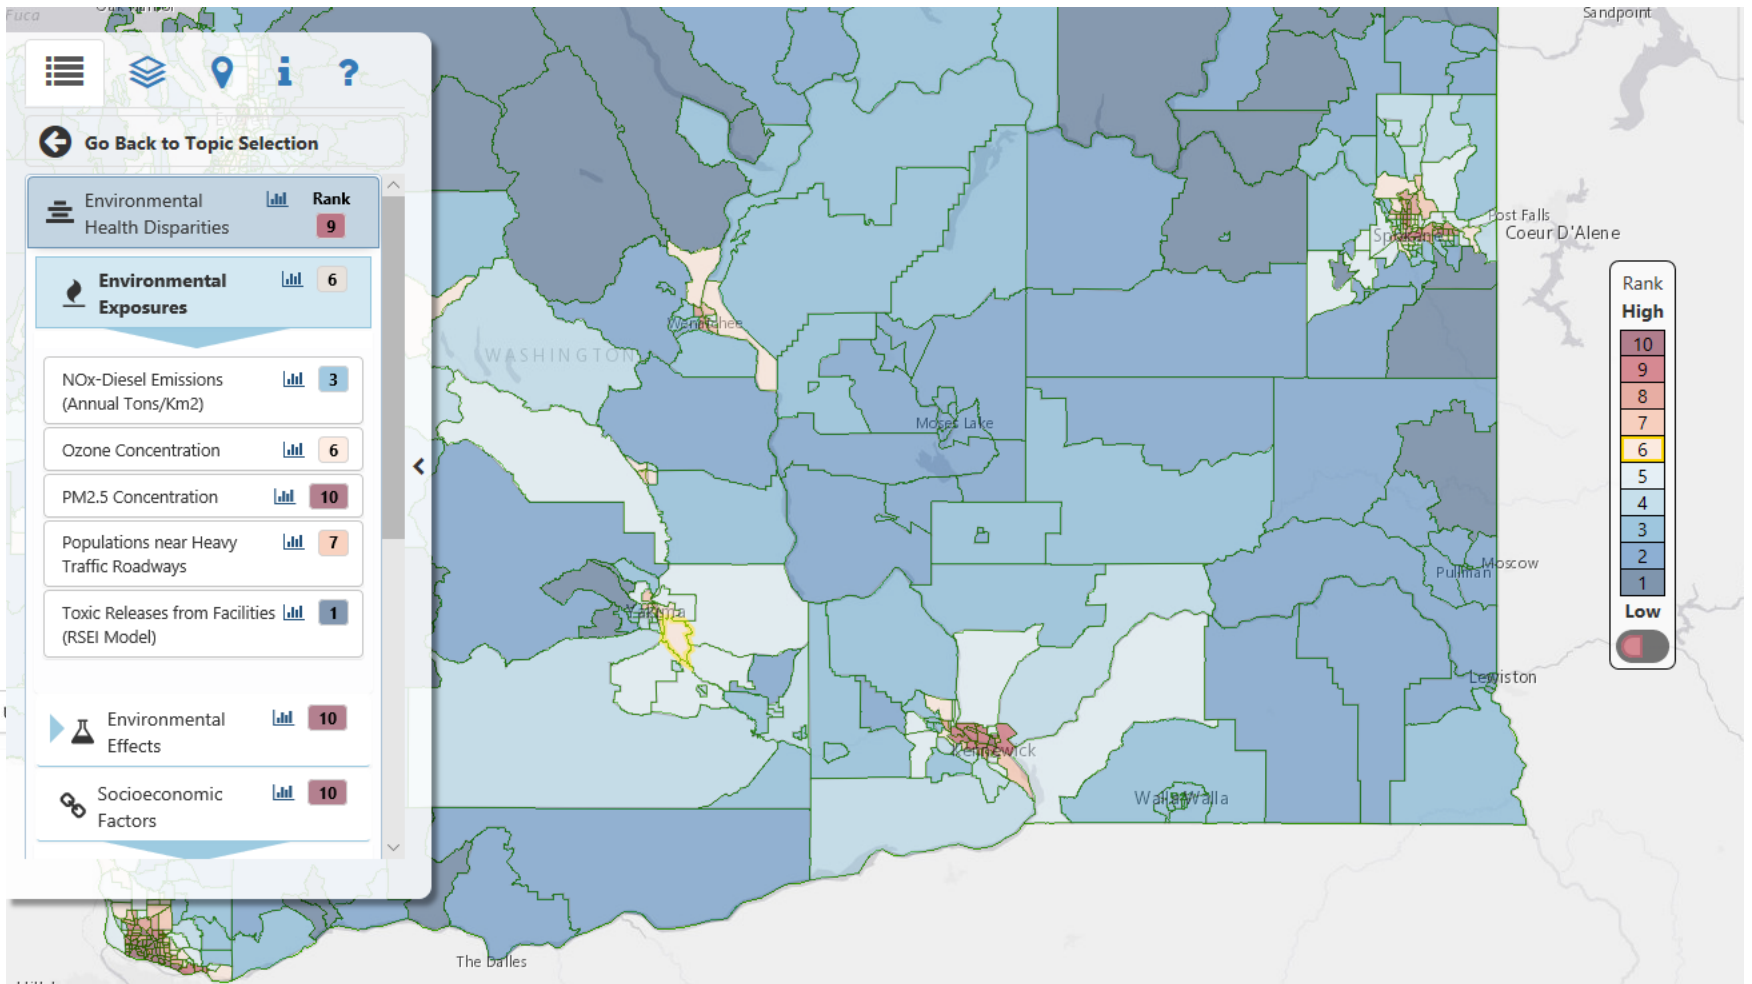 Fuca
Sandpoint
?
Go Back to Topic Selection
Environmental
Health Disparities
Rank
9
Environmental
Exposures
6
NOx-Diesel Emissions
(Annual Tons/Km2)
3
Ozone Concentration
6
PM2.5 Concentration
10
Populations near Heavy
Traffic Roadways
7
Toxic Releases from Facilities
(RSEI Model)
1
Environmental
Effects
10
Socioeconomic
Factors
10
WASHINGTON
Wenatchee
Moses Lake
Yakima
Kennewick
Walla Walla
The Dalles
Spokane
Post Falls
Coeur D'Alene
Moscow
Pullman
Lewiston
Rank
High
10
9
8
7
6
5
4
3
2
1
Low